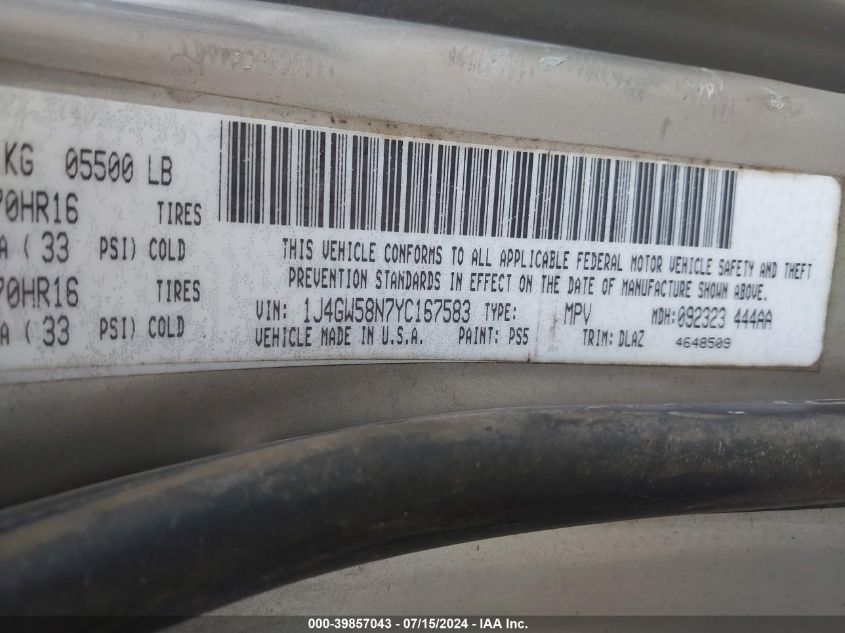 KG 05500 LB
70HR16 TIRES
A ( 33 PSI) COLD
70HR16 TIRES
A ( 33 PSI) COLD
THIS VEHICLE CONFORMS TO ALL APPLICABLE FEDERAL MOTOR VEHICLE SAFETY AND THEFT
PREVENTION STANDARDS IN EFFECT ON THE DATE OF MANUFACTURE SHOWN ABOVE.
VIN: 1J4GW58N7YC167583 TYPE: MPV MDH:092323 444AA
VEHICLE MADE IN U.S.A. PAINT: PS5 TRIM: DLAZ 4648509
000-39857043 - 07/15/2024 - IAA Inc.